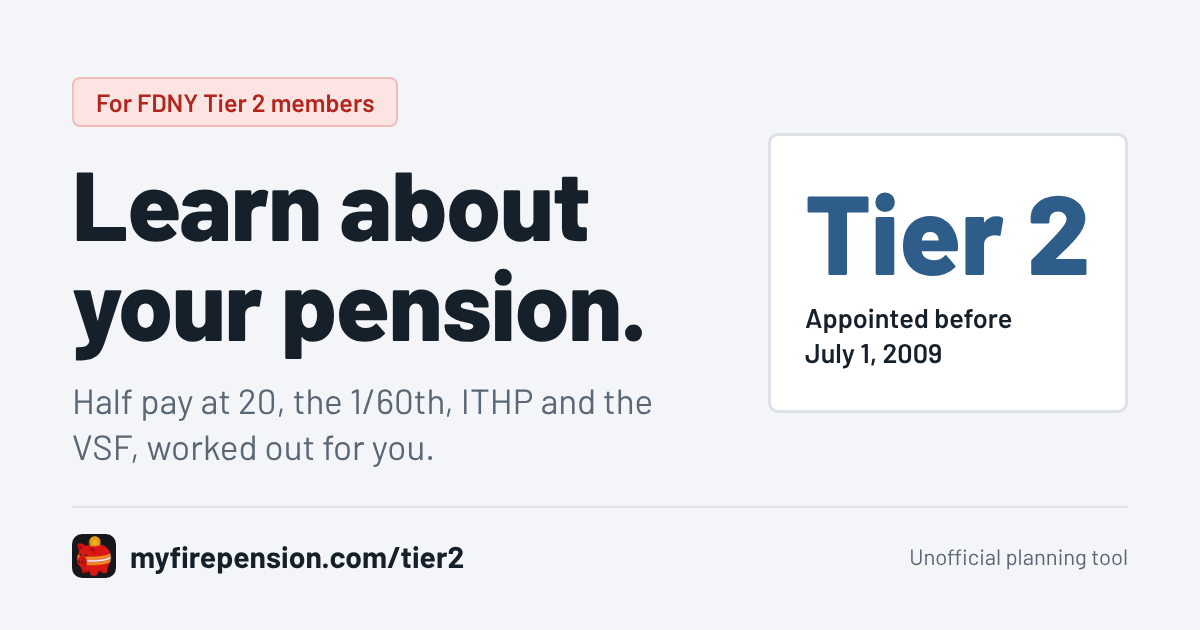 For FDNY Tier 2 members
Learn about
your pension.
Half pay at 20, the 1/60th, ITHP and the
VSF, worked out for you.
Tier 2
Appointed before
July 1, 2009
myfirepension.com/tier2
Unofficial planning tool